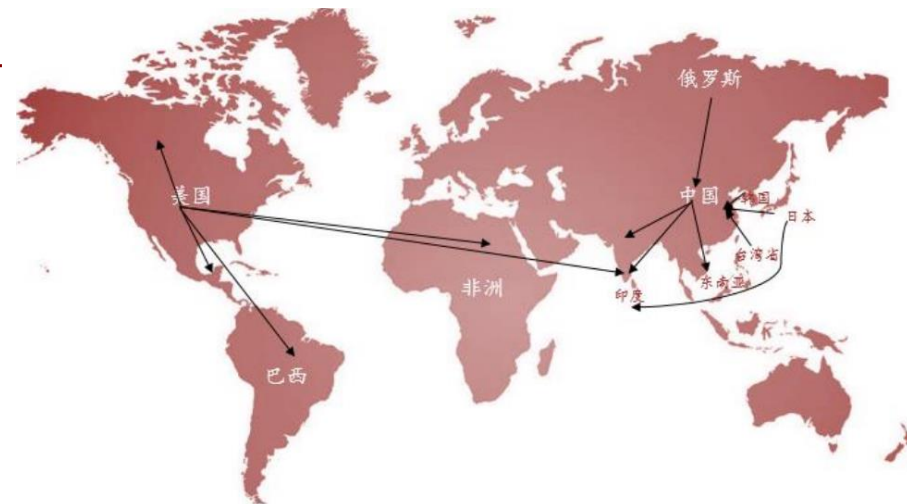 俄罗斯
美国
中国
韩国
日本
台湾省
东南亚
非洲
印度
巴西